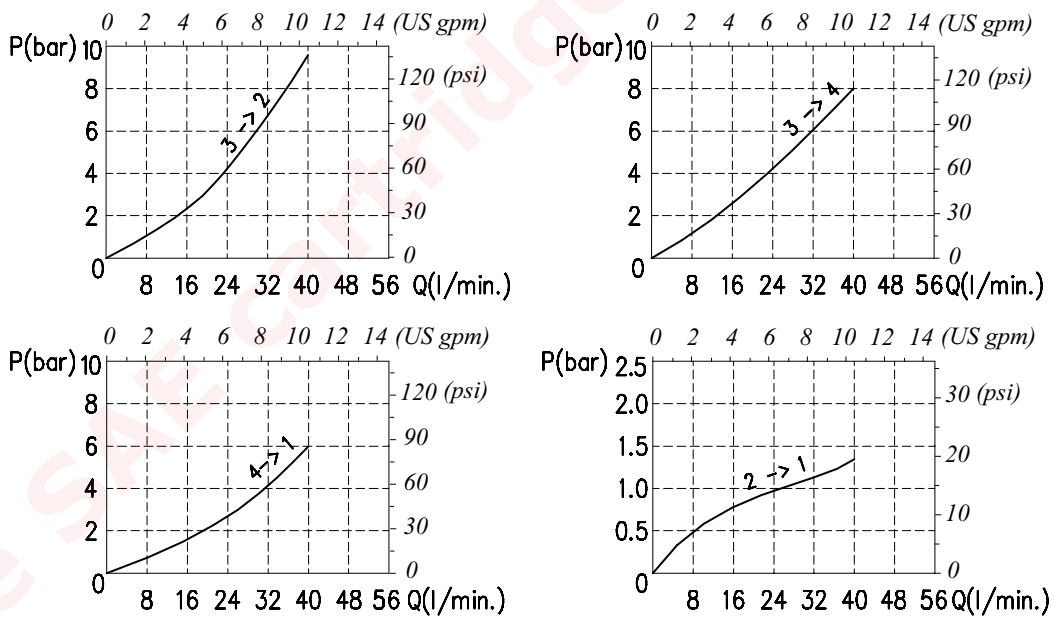 0 2 4 6 8 10 12 14 (US gpm)
P(bar) 10
8
6
4
2
0
120 (psi)
90
60
30
0
3 -> 2
8 16 24 32 40 48 56 Q(l/min.)
0 2 4 6 8 10 12 14 (US gpm)
P(bar) 10
8
6
4
2
0
120 (psi)
90
60
30
0
3 -> 4
8 16 24 32 40 48 56 Q(l/min.)
0 2 4 6 8 10 12 14 (US gpm)
P(bar) 10
8
6
4
2
0
120 (psi)
90
60
30
0
4 -> 1
8 16 24 32 40 48 56 Q(l/min.)
0 2 4 6 8 10 12 14 (US gpm)
P(bar) 2.5
2.0
1.5
1.0
0.5
0
30 (psi)
20
10
0
2 -> 1
8 16 24 32 40 48 56 Q(l/min.)
e SAE cartridge